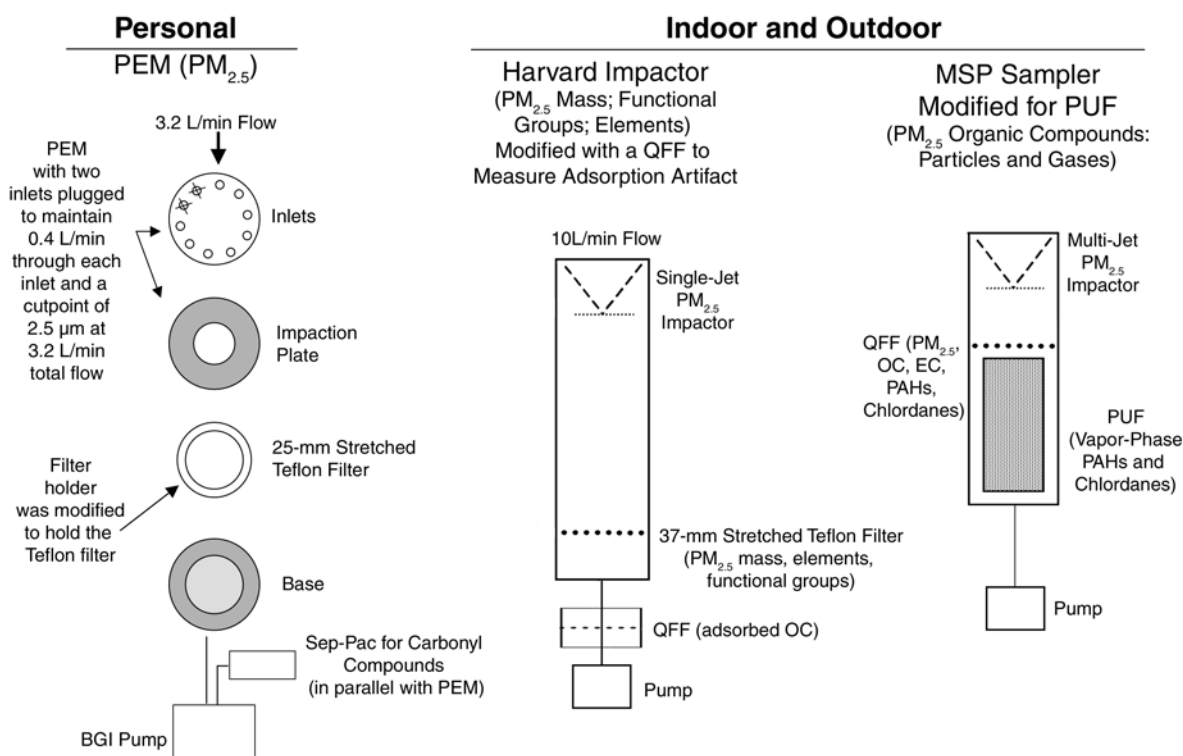 Personal
PEM (PM2.5)
3.2 L/min Flow
PEM
with two
inlets plugged
to maintain
0.4 L/min
through each
inlet and a
cutpoint of
2.5 µm at
3.2 L/min
total flow
Inlets
Impaction
Plate
25-mm Stretched
Teflon Filter
Filter
holder
was modified
to hold the
Teflon filter
Base
Sep-Pac for Carbonyl
Compounds
(in parallel with PEM)
BGI Pump
Indoor and Outdoor
Harvard Impactor
(PM2.5 Mass; Functional
Groups; Elements)
Modified with a QFF to
Measure Adsorption Artifact
10L/min Flow
Single-Jet
PM2.5
Impactor
37-mm Stretched Teflon Filter
(PM2.5 mass, elements,
functional groups)
QFF (adsorbed OC)
Pump
MSP Sampler
Modified for PUF
(PM2.5 Organic Compounds:
Particles and Gases)
Multi-Jet
PM2.5
Impactor
QFF (PM2.5,
OC, EC,
PAHs,
Chlordanes)
PUF
(Vapor-Phase
PAHs and
Chlordanes)
Pump